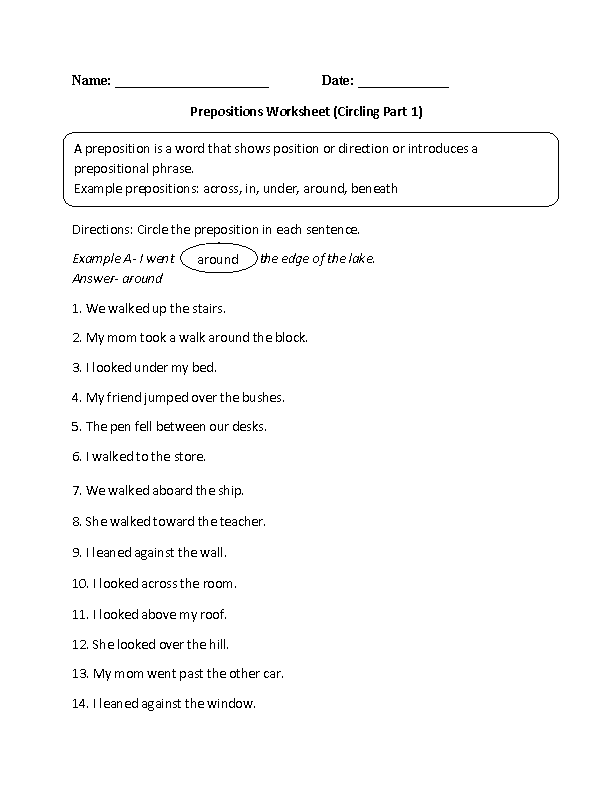 Name: ______________________ Date: _____________
Prepositions Worksheet (Circling Part 1)
A preposition is a word that shows position or direction or introduces a
prepositional phrase.
Example prepositions: across, in, under, around, beneath
Directions: Circle the preposition in each sentence.
Example A- I went around the edge of the lake.
Answer- around
1. We walked up the stairs.
2. My mom took a walk around the block.
3. I looked under my bed.
4. My friend jumped over the bushes.
5. The pen fell between our desks.
6. I walked to the store.
7. We walked aboard the ship.
8. She walked toward the teacher.
9. I leaned against the wall.
10. I looked across the room.
11. I looked above my roof.
12. She looked over the hill.
13. My mom went past the other car.
14. I leaned against the window.